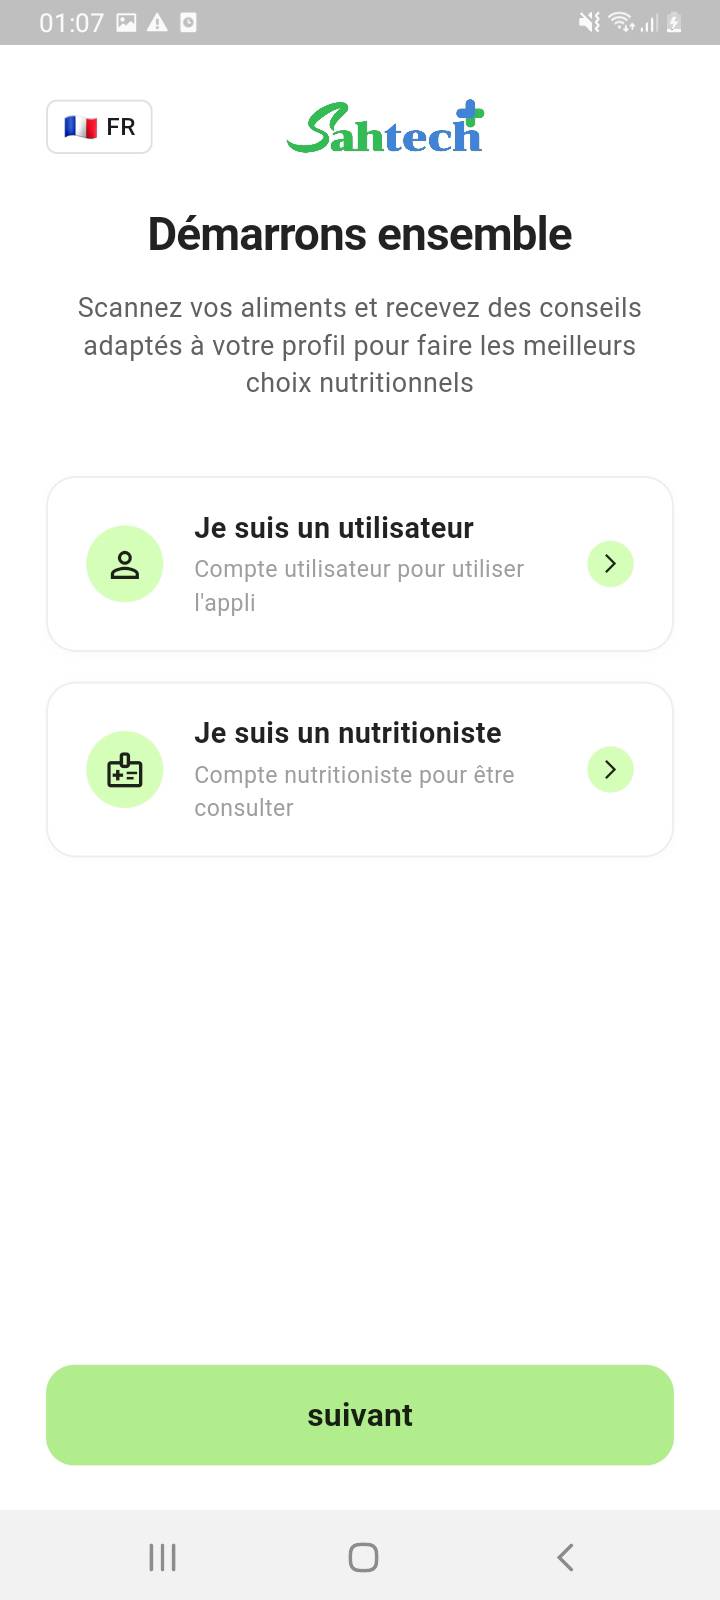 01:07
FR
Sahtech
Démarrons ensemble
Scannez vos aliments et recevez des conseils
adaptés à votre profil pour faire les meilleurs
choix nutritionnels
Je suis un utilisateur
Compte utilisateur pour utiliser
l'appli
Je suis un nutritioniste
Compte nutritioniste pour être
consulter
suivant